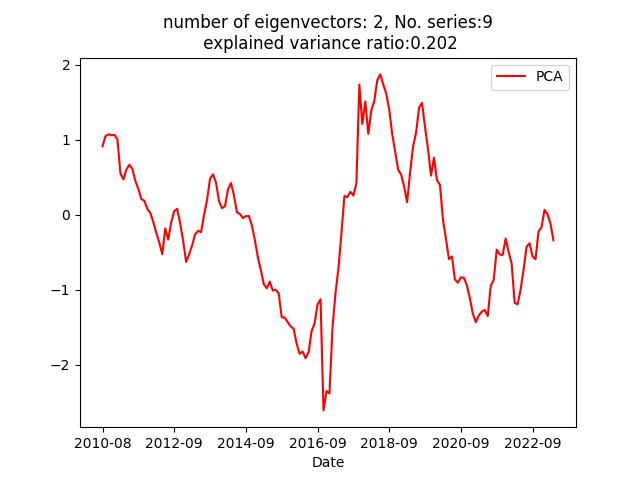 number of eigenvectors: 2, No. series:9
explained variance ratio:0.202
PCA
2
1
0
−1
−2
2010-08 2012-09 2014-09 2016-09 2018-09 2020-09 2022-09
Date